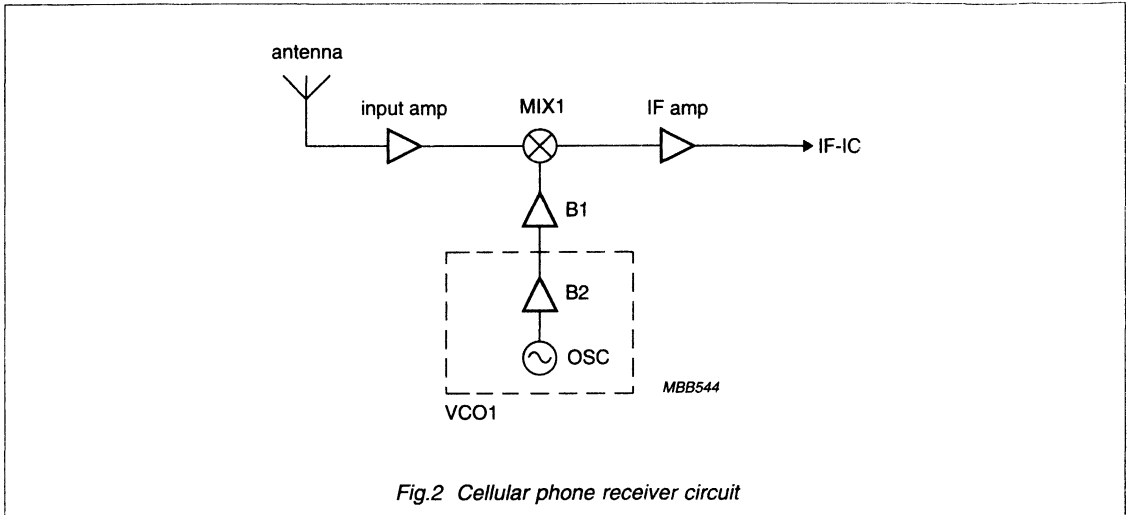 antenna
input amp
MIX1
IF amp
IF-IC
B1
B2
OSC
MBB544
VCO1
Fig.2 Cellular phone receiver circuit